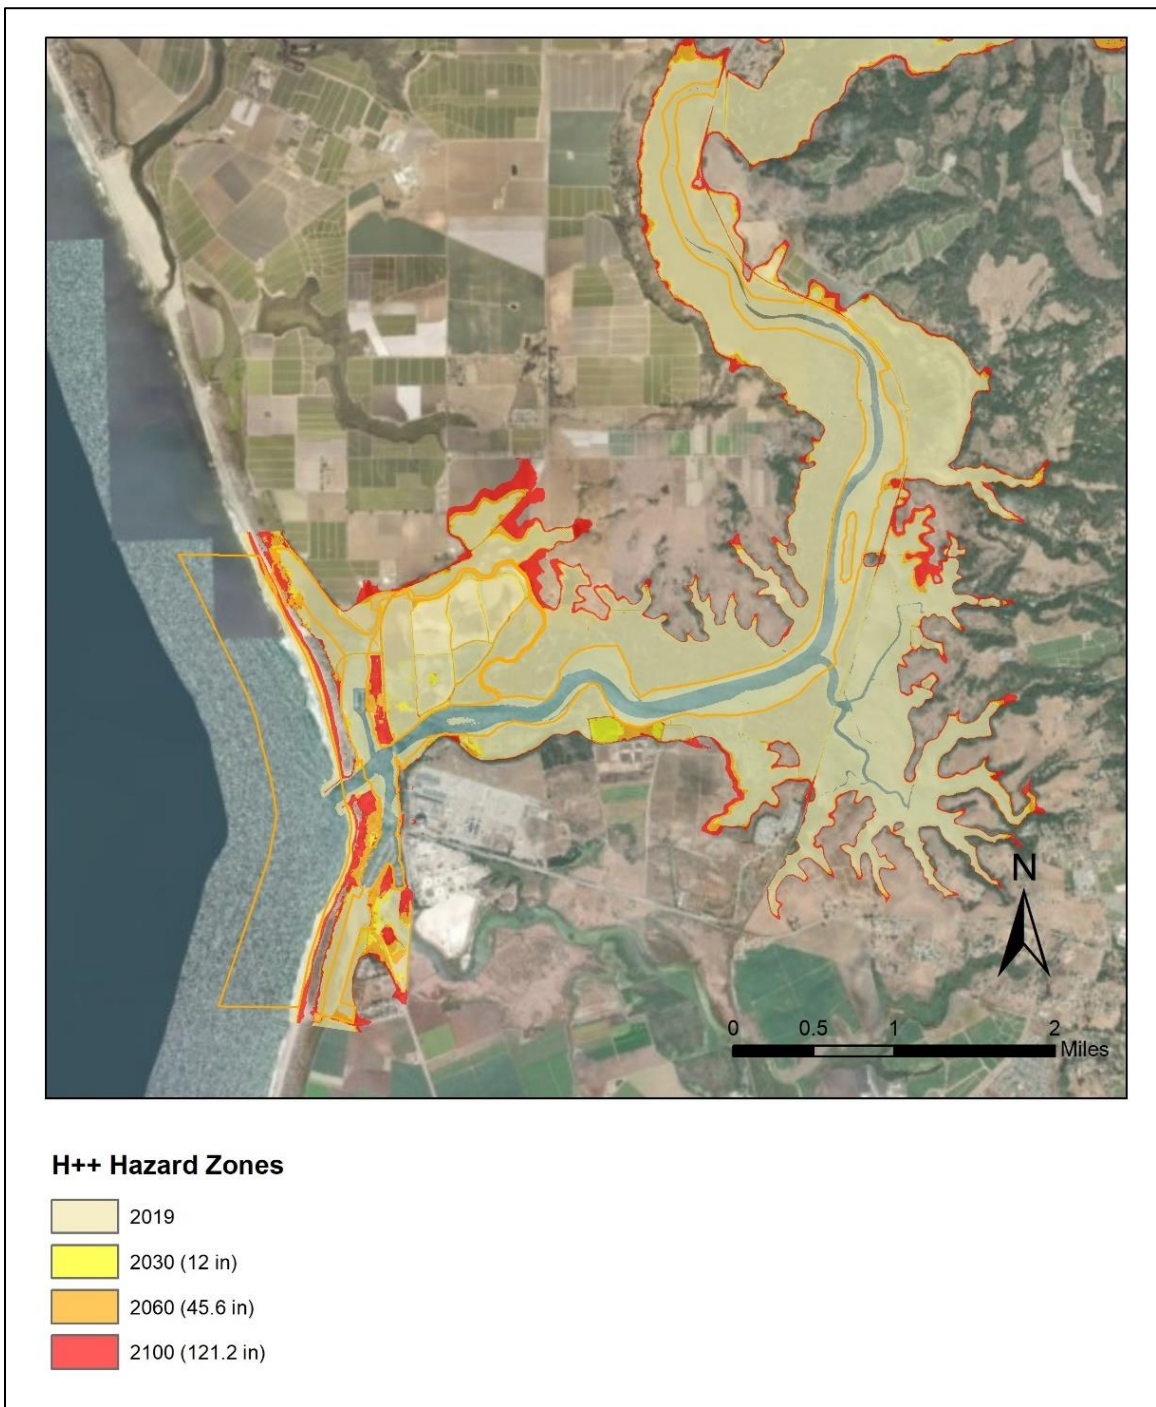 N
0 0.5 1 2
Miles
H++ Hazard Zones
2019
2030 (12 in)
2060 (45.6 in)
2100 (121.2 in)